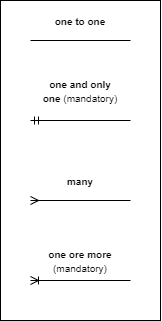 one to one
one and only
one (mandatory)
many
one ore more
(mandatory)